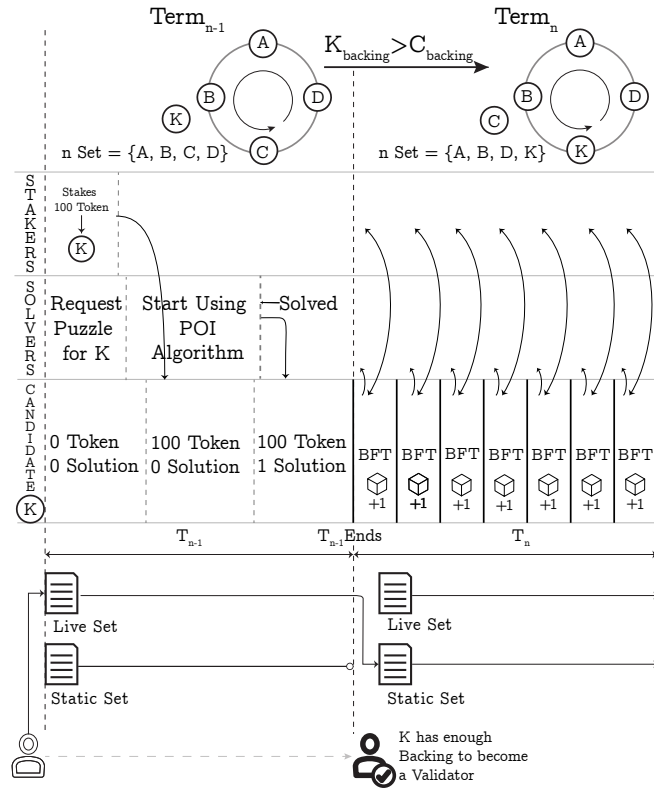 Term n-1
Term n
K backing > C backing
A
B
D
C
K
A
B
D
K
C
n Set = {A, B, C, D}
n Set = {A, B, D, K}
STAKERS
Stakes
100 Token
K
SOLVERS
Request
Puzzle
for K
Start Using
POI
Algorithm
Solved
CANDIDATE
K
0 Token
0 Solution
100 Token
0 Solution
100 Token
1 Solution
BFT BFT BFT BFT BFT BFT BFT
+1 +1 +1 +1 +1 +1 +1
T n-1
T n-1 Ends
T n
Live Set
Live Set
Static Set
Static Set
K has enough
Backing to become
a Validator